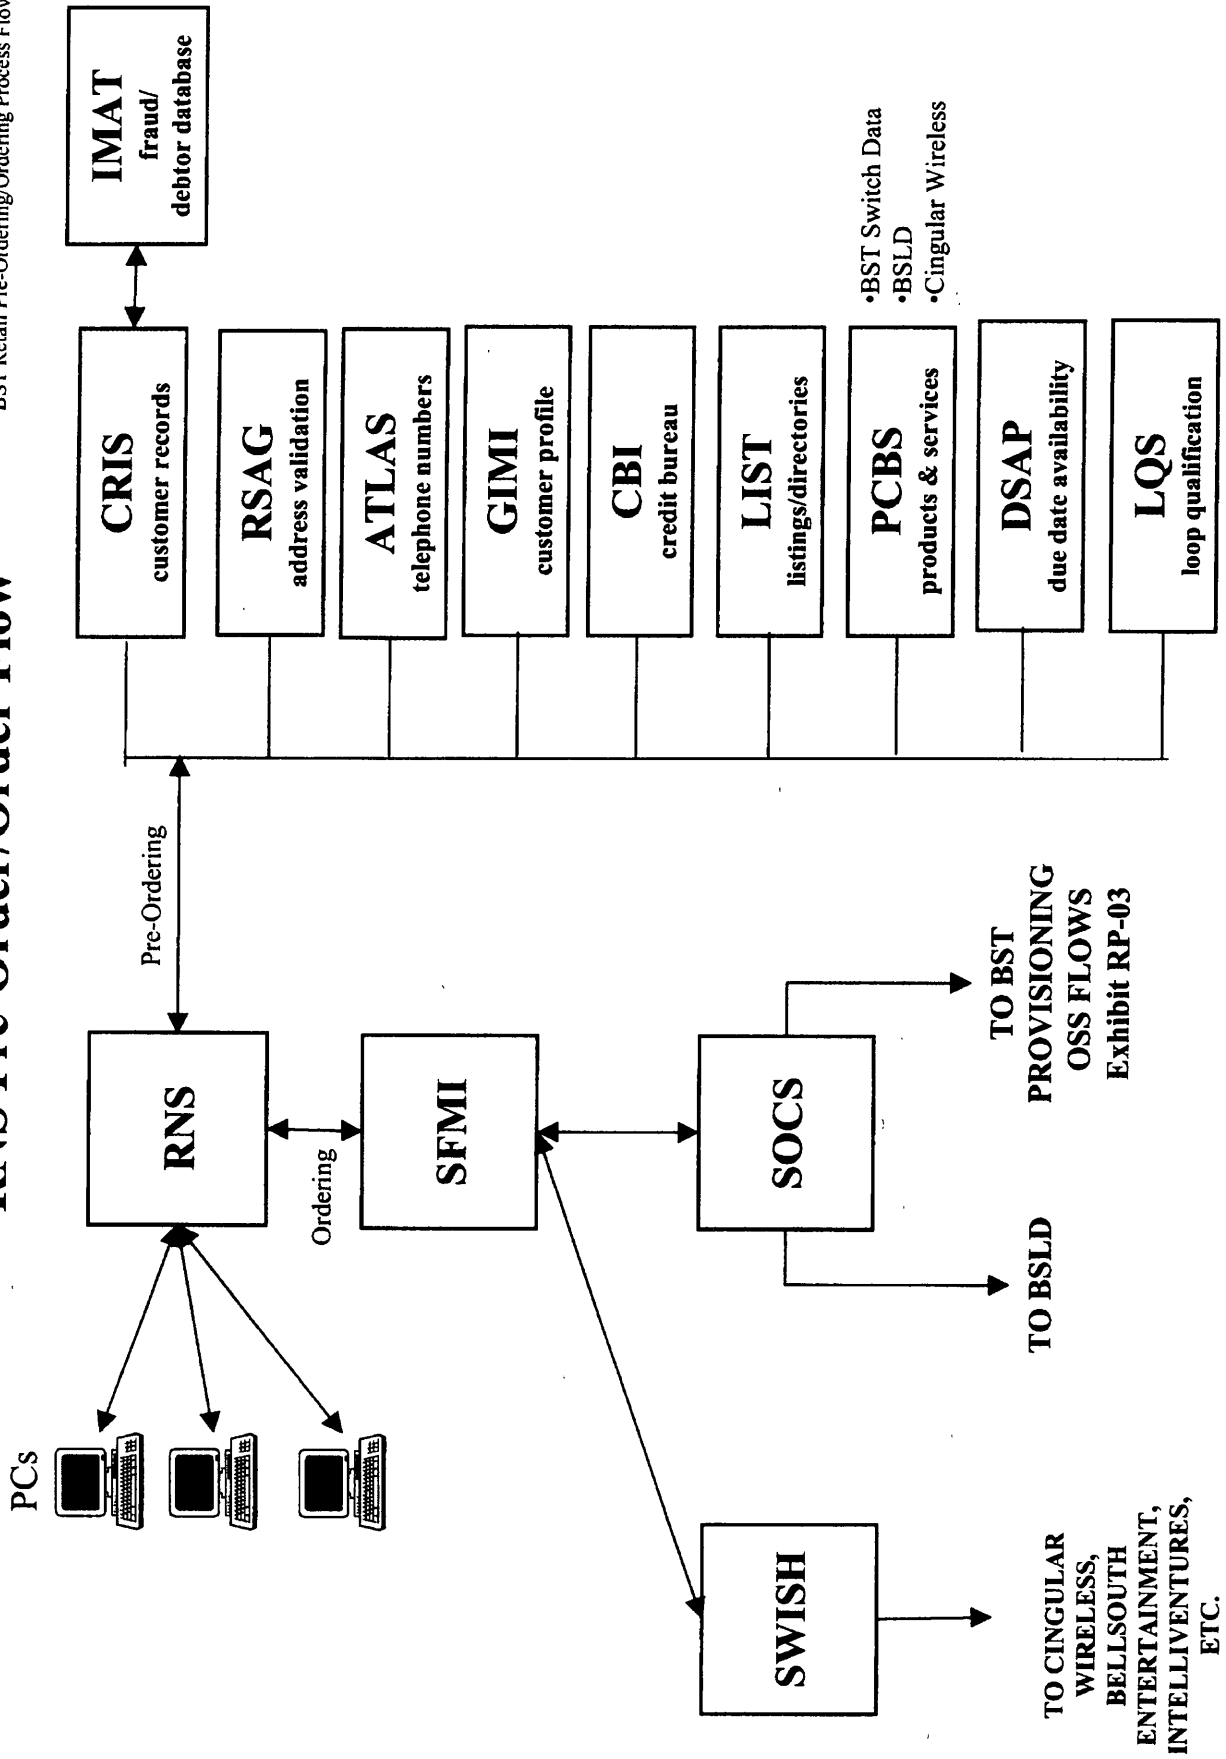 RNS Pre-Order/Order Flow
BST Retail Pre-Ordering/Ordering Process Flow
PCs
RNS
Pre-Ordering
Ordering
SFMI
SWISH
SOCS
TO CINGULAR
WIRELESS,
BELLSOUTH
ENTERTAINMENT,
INTELLIVENTURES,
ETC.
TO BSLD
TO BST
PROVISIONING
OSS FLOWS
Exhibit RP-03
CRIS
customer records
IMAT
fraud/
debtor database
RSAG
address validation
ATLAS
telephone numbers
GIMI
customer profile
CBI
credit bureau
LIST
listings/directories
PCBS
products & services
•BST Switch Data
•BSLD
•Cingular Wireless
DSAP
due date availability
LQS
loop qualification